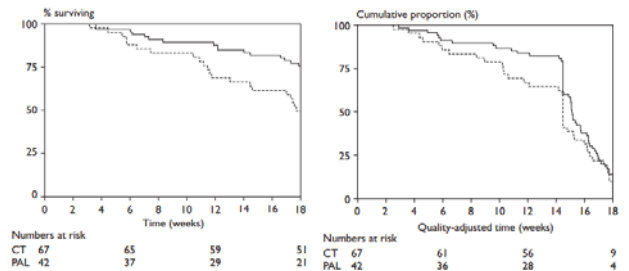 % surviving
100
75
50
25
0
0 2 4 6 8 10 12 14 16 18
Time (weeks)
Numbers at risk
CT 67 65 59 51
PAL 42 37 29 21
Cumulative proportion (%)
100
75
50
25
0
0 2 4 6 8 10 12 14 16 18
Quality-adjusted time (weeks)
Numbers at risk
CT 67 61 56 9
PAL 42 36 28 4